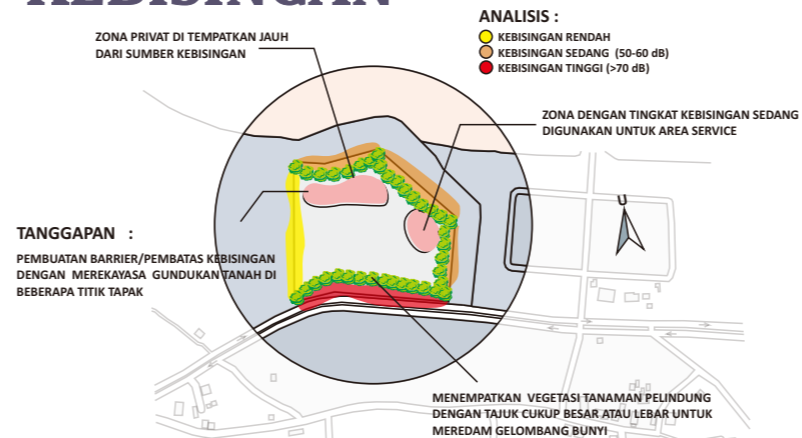 KEBISINGAN
ANALISIS :
KEBISINGAN RENDAH
KEBISINGAN SEDANG (50-60 dB)
KEBISINGAN TINGGI (>70 dB)
ZONA PRIVAT DI TEMPATKAN JAUH
DARI SUMBER KEBISINGAN
ZONA DENGAN TINGKAT KEBISINGAN SEDANG
DIGUNAKAN UNTUK AREA SERVICE
U
TANGGAPAN :
PEMBUATAN BARRIER/PEMBATAS KEBISINGAN
DENGAN MEREKAYASA GUNDUKAN TANAH DI
BEBERAPA TITIK TAPAK
MENEMPATKAN VEGETASI TANAMAN PELINDUNG
DENGAN TAJUK CUKUP BESAR ATAU LEBAR UNTUK
MEREDAM GELOMBANG BUNYI